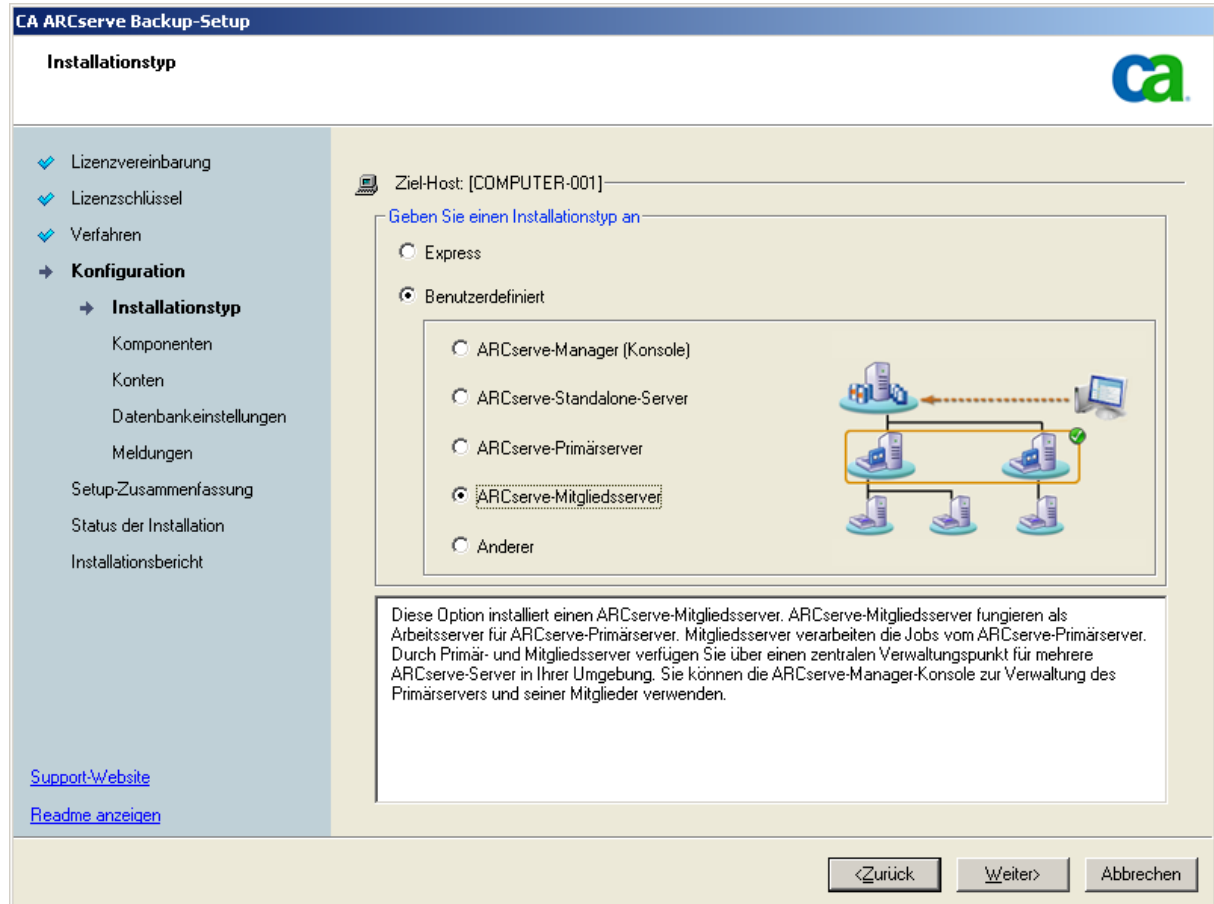 CA ARCserve Backup-Setup
Installationstyp
ca
Lizenzvereinbarung
Lizenzschlüssel
Verfahren
Konfiguration
Installationstyp
Komponenten
Konten
Datenbankeinstellungen
Meldungen
Setup-Zusammenfassung
Status der Installation
Installationsbericht
Support-Website
Readme anzeigen
Ziel-Host: [COMPUTER-001]
Geben Sie einen Installationstyp an
Express
Benutzerdefiniert
ARCserve-Manager (Konsole)
ARCserve-Standalone-Server
ARCserve-Primärserver
ARCserve-Mitgliedsserver
Anderer
Diese Option installiert einen ARCserve-Mitgliedsserver. ARCserve-Mitgliedsserver fungieren als
Arbeitsserver für ARCserve-Primärserver. Mitgliedsserver verarbeiten die Jobs vom ARCserve-Primärserver.
Durch Primär- und Mitgliedsserver verfügen Sie über einen zentralen Verwaltungspunkt für mehrere
ARCserve-Server in Ihrer Umgebung. Sie können die ARCserve-Manager-Konsole zur Verwaltung des
Primärservers und seiner Mitglieder verwenden.
<Zurück
Weiter>
Abbrechen